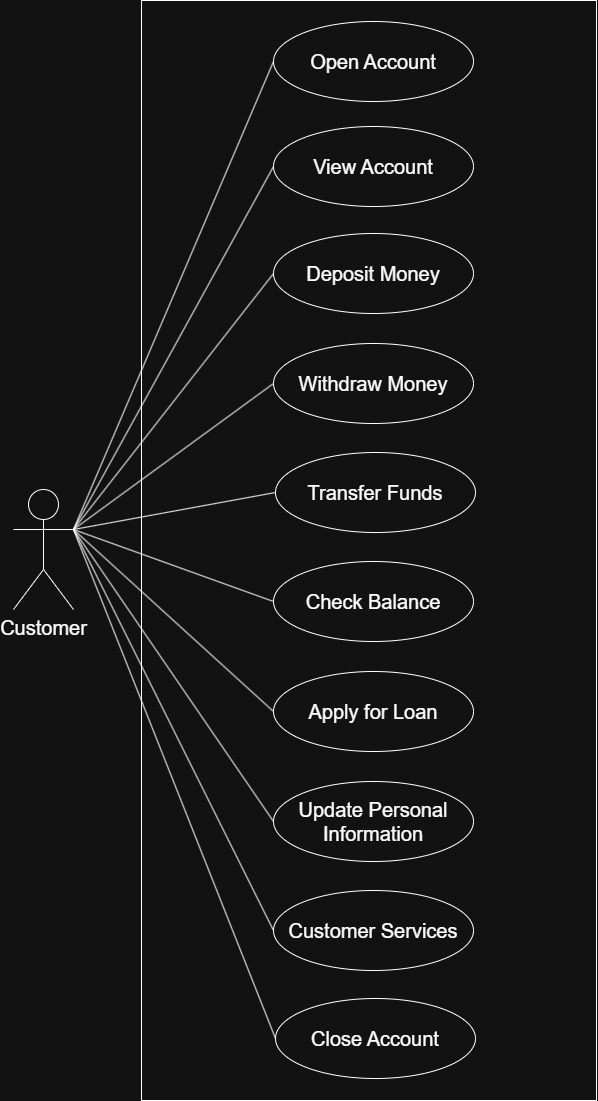 Open Account
View Account
Deposit Money
Withdraw Money
Transfer Funds
Check Balance
Customer
Apply for Loan
Update Personal
Information
Customer Services
Close Account